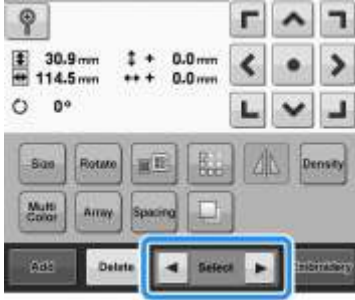 30.9 mm + 0.0 mm
114.5 mm + 0.0 mm
0°
Size Rotate Density
Multi Color Array Spacing
Add Delete Select Embroidery